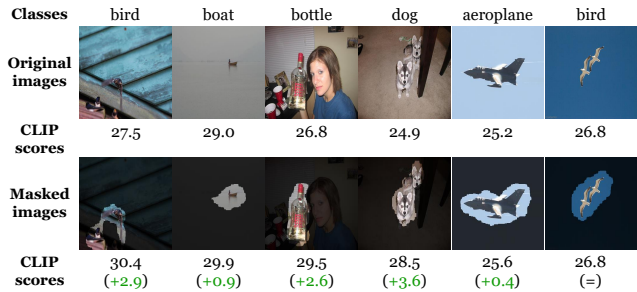 Classes bird boat bottle dog aeroplane bird
Original
images
CLIP
scores
27.5 29.0 26.8 24.9 25.2 26.8
Masked
images
CLIP
scores
30.4 29.9 29.5 28.5 25.6 26.8
(+2.9) (+0.9) (+2.6) (+3.6) (+0.4) (=)